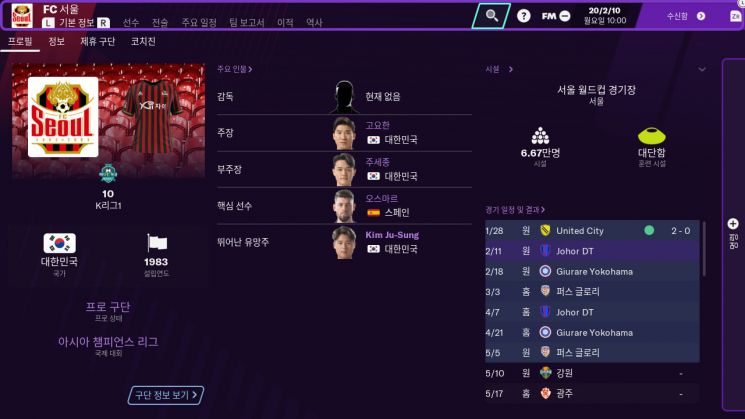 FC 서울
L 기본 정보 R 선수 전술 주요 일정 팀 보고서 이적 역사
? FM 20/2/10
월요일 10:00
수신함
ZR
프로필 정보 제휴 구단 코치진
FC
SEOUL
자이
10
K리그1
대한민국
국가
1983
설립연도
프로 구단
프로 상태
아시아 챔피언스 리그
국제 대회
구단 정보 보기
주요 인물
감독 현재 없음
주장 고요한
대한민국
부주장 주세종
대한민국
핵심 선수 오스마르
스페인
뛰어난 유망주 Kim Ju-Sung
대한민국
시설
서울 월드컵 경기장
서울
6.67만명
시설
대단함
훈련 시설
경기 일정 및 결과
1/28 원 United City 2 - 0
2/11 원 Johor DT
2/18 원 Giurare Yokohama
3/3 홈 퍼스 글로리
4/7 홈 Johor DT
4/21 홈 Giurare Yokohama
5/5 원 퍼스 글로리
5/10 원 강원 -
5/17 홈 광주 -